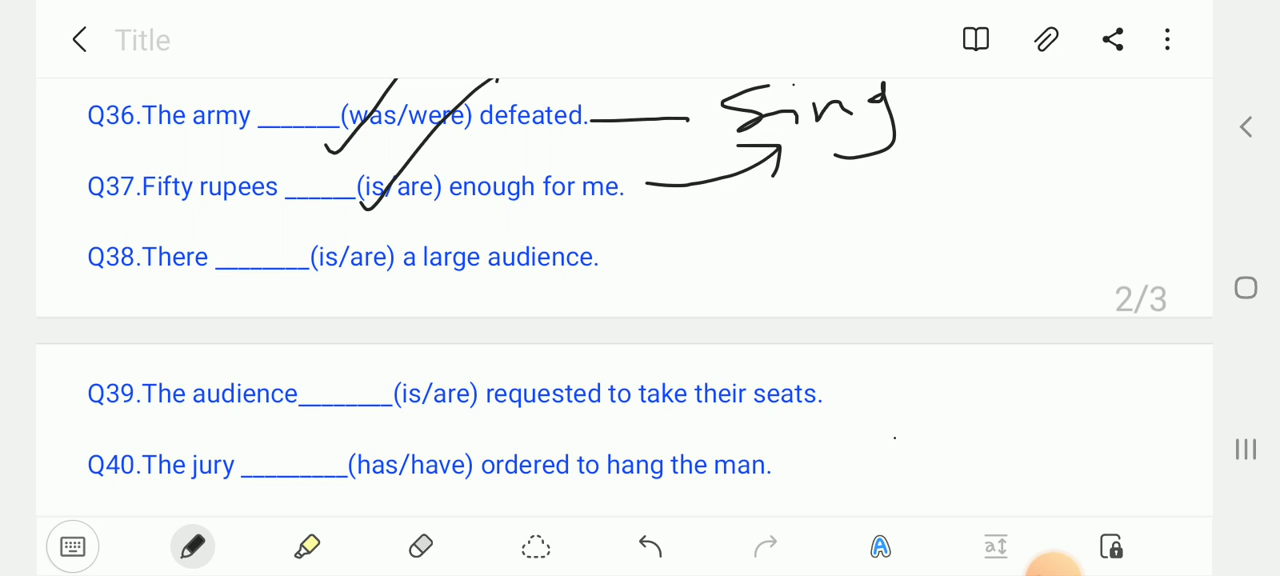 Title
Q36.The army _______(was/were) defeated. Sing
Q37.Fifty rupees ______(is/are) enough for me.
Q38.There ________(is/are) a large audience.
2/3
Q39.The audience________(is/are) requested to take their seats.
Q40.The jury _________(has/have) ordered to hang the man.